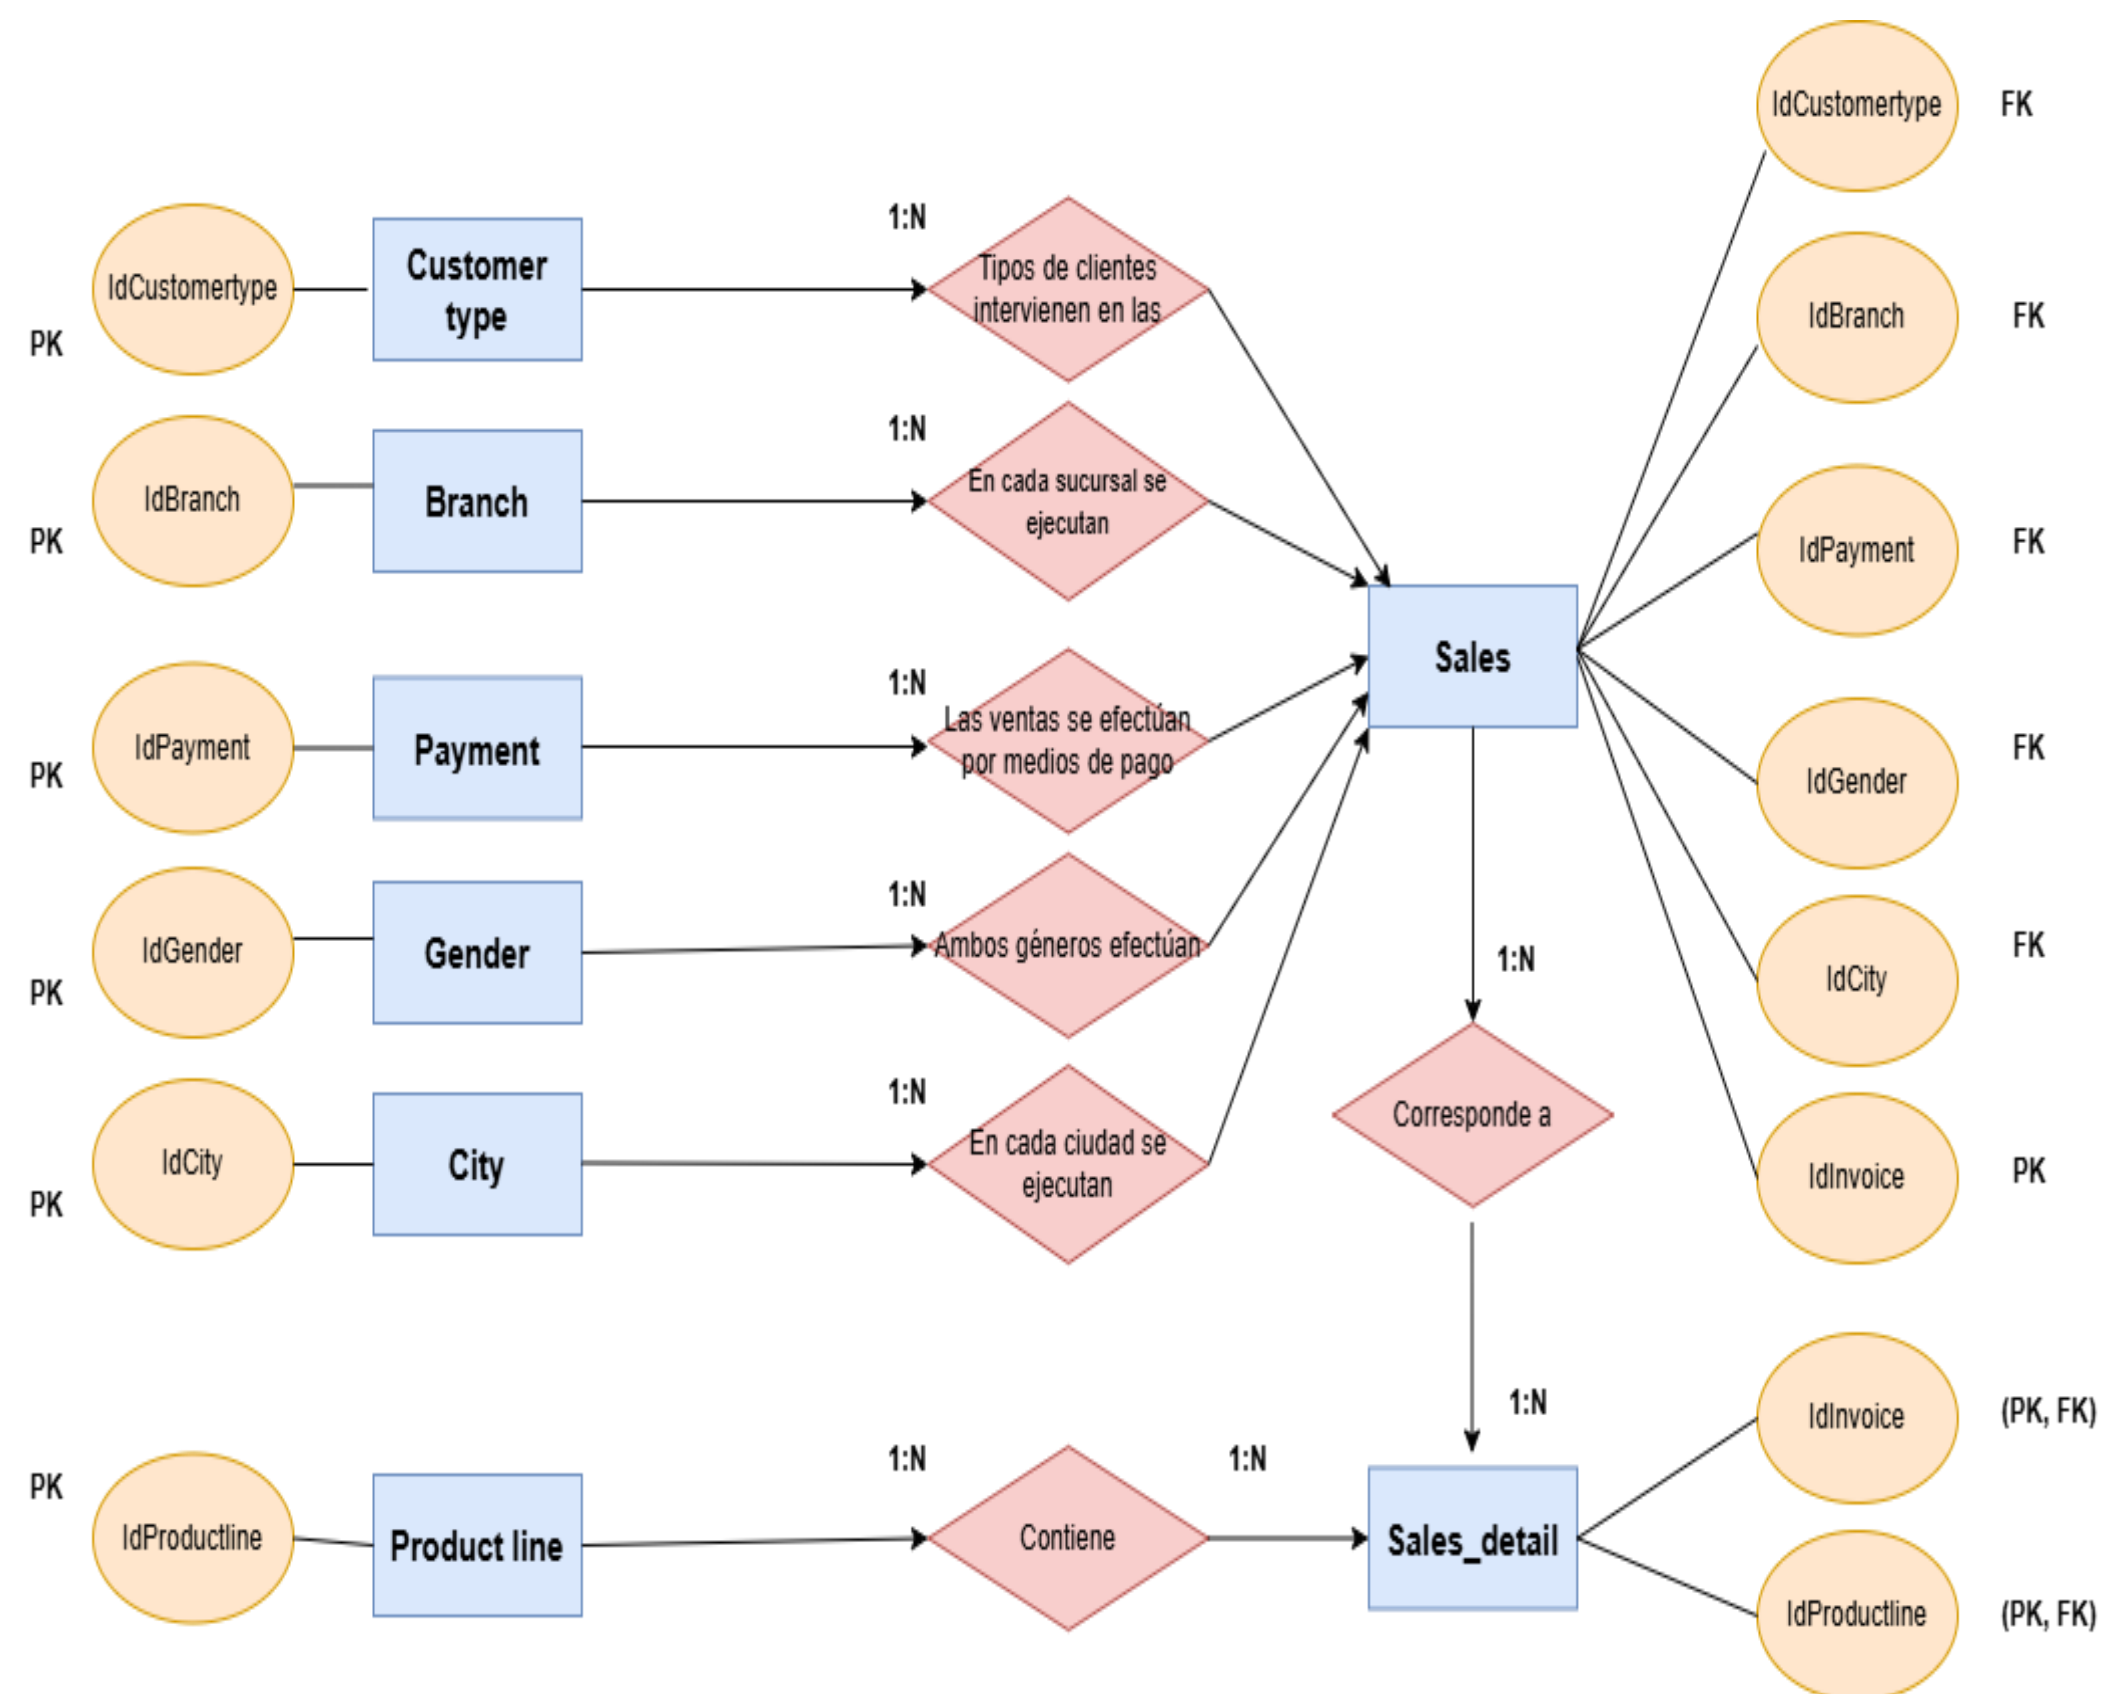 IdCustomertype
FK
1:N
IdCustomertype
PK
Customer
type
Tipos de clientes
intervienen en las
IdBranch
FK
1:N
IdBranch
PK
Branch
En cada sucursal se
ejecutan
IdPayment
FK
Sales
1:N
IdPayment
PK
Payment
Las ventas se efectúan
por medios de pago
IdGender
FK
1:N
IdGender
PK
Gender
Ambos géneros efectúan
1:N
IdCity
FK
1:N
IdCity
PK
City
En cada ciudad se
ejecutan
Corresponde a
IdInvoice
PK
1:N
IdInvoice
(PK, FK)
PK
IdProductline
Product line
1:N
Contiene
1:N
Sales_detail
IdProductline
(PK, FK)